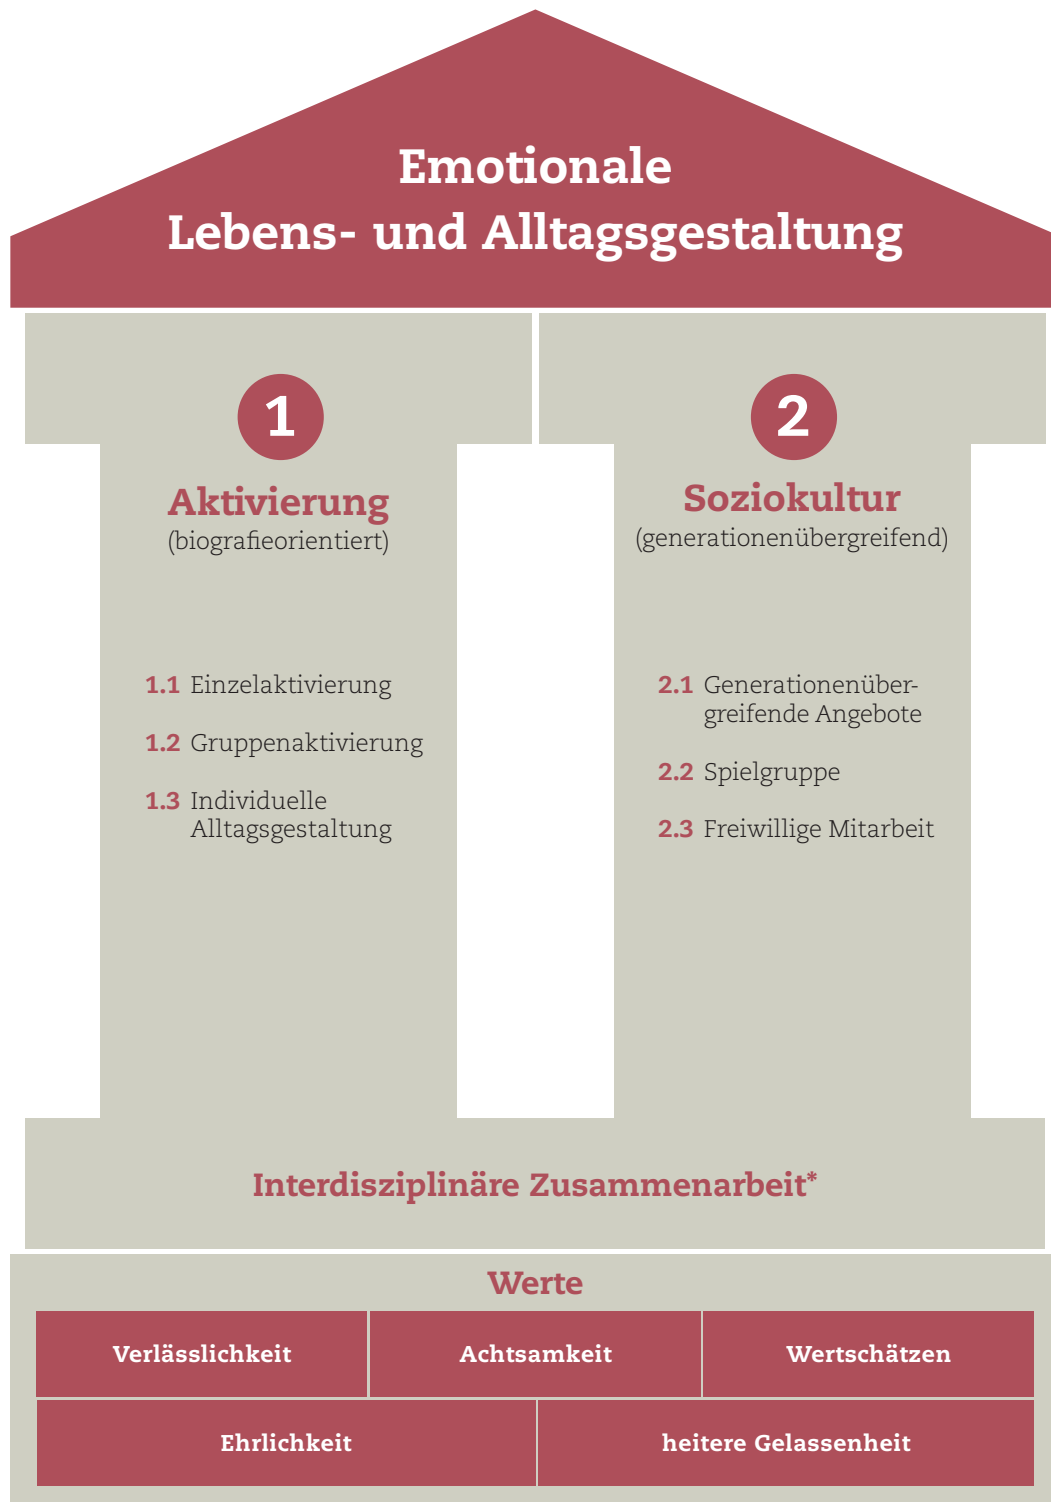 Emotionale
Lebens- und Alltagsgestaltung
1
Aktivierung
(biografieorientiert)
1.1 Einzelaktivierung
1.2 Gruppenaktivierung
1.3 Individuelle
Alltagsgestaltung
2
Soziokultur
(generationenübergreifend)
2.1 Generationenüber-
greifende Angebote
2.2 Spielgruppe
2.3 Freiwillige Mitarbeit
Interdisziplinäre Zusammenarbeit*
Werte
Verlässlichkeit
Achtsamkeit
Wertschätzen
Ehrlichkeit
heitere Gelassenheit